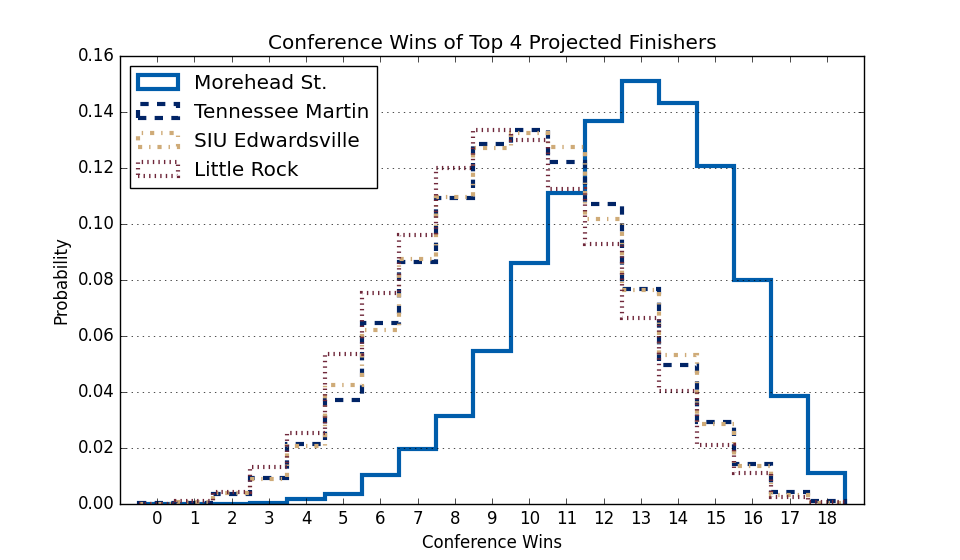 Conference Wins of Top 4 Projected Finishers
0.16
0.14
0.12
0.10
0.08
0.06
0.04
0.02
0.00
Probability
Morehead St.
Tennessee Martin
SIU Edwardsville
Little Rock
0 1 2 3 4 5 6 7 8 9 10 11 12 13 14 15 16 17 18
Conference Wins